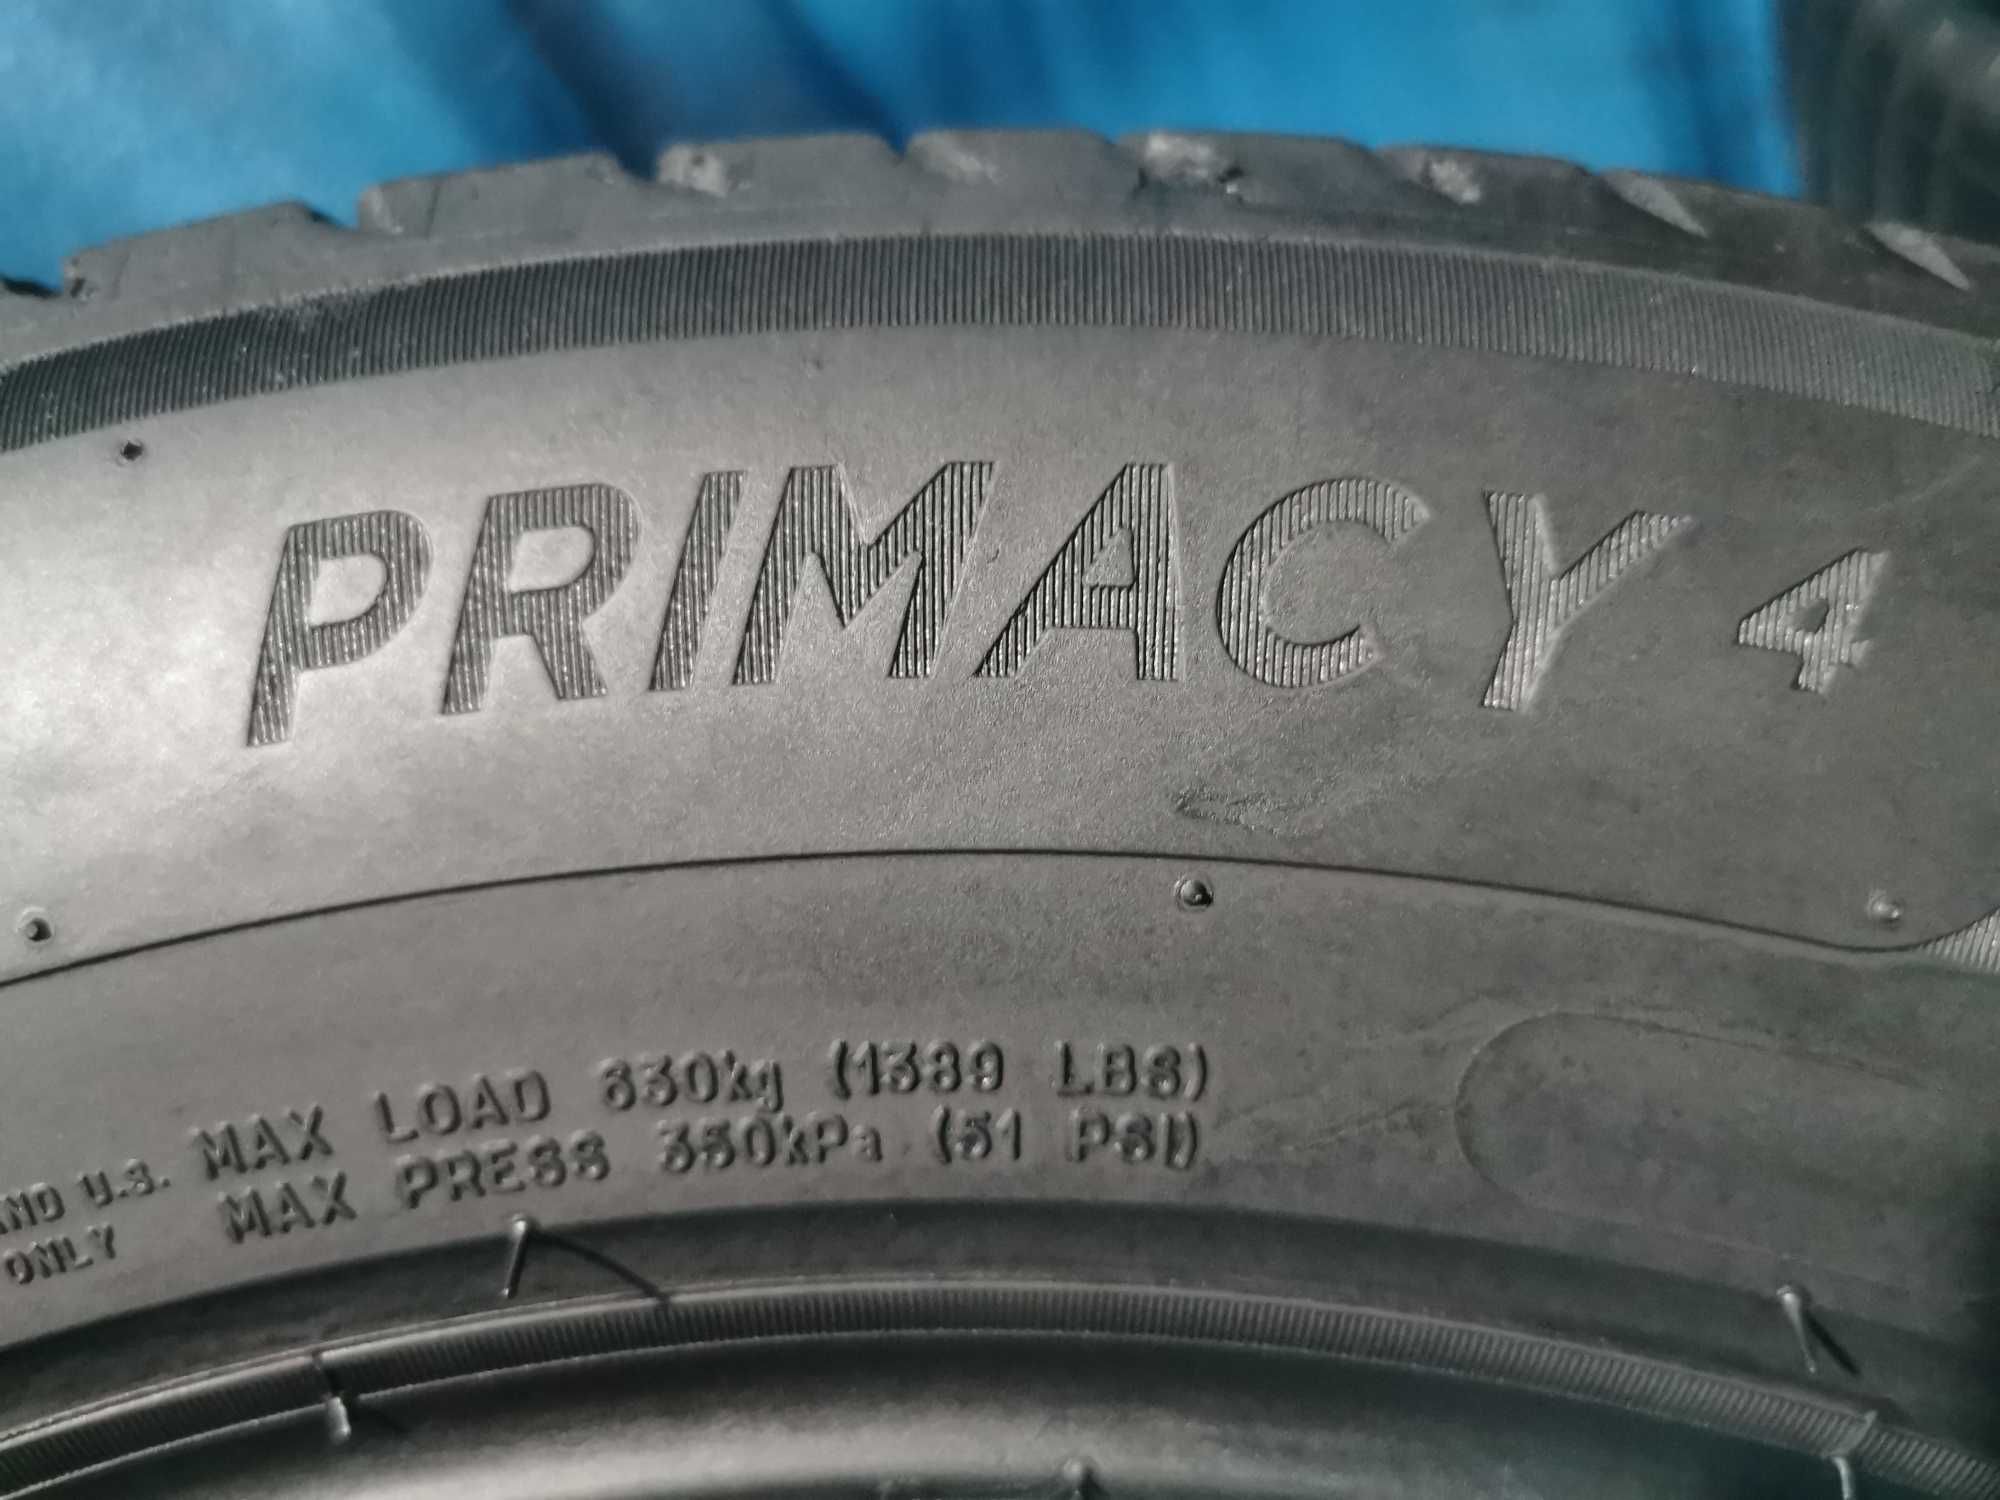 PRIMACY 4
AND U.S. MAX LOAD 630kg (1389 LBS)
ONLY MAX PRESS 350kPa (51 PSI)